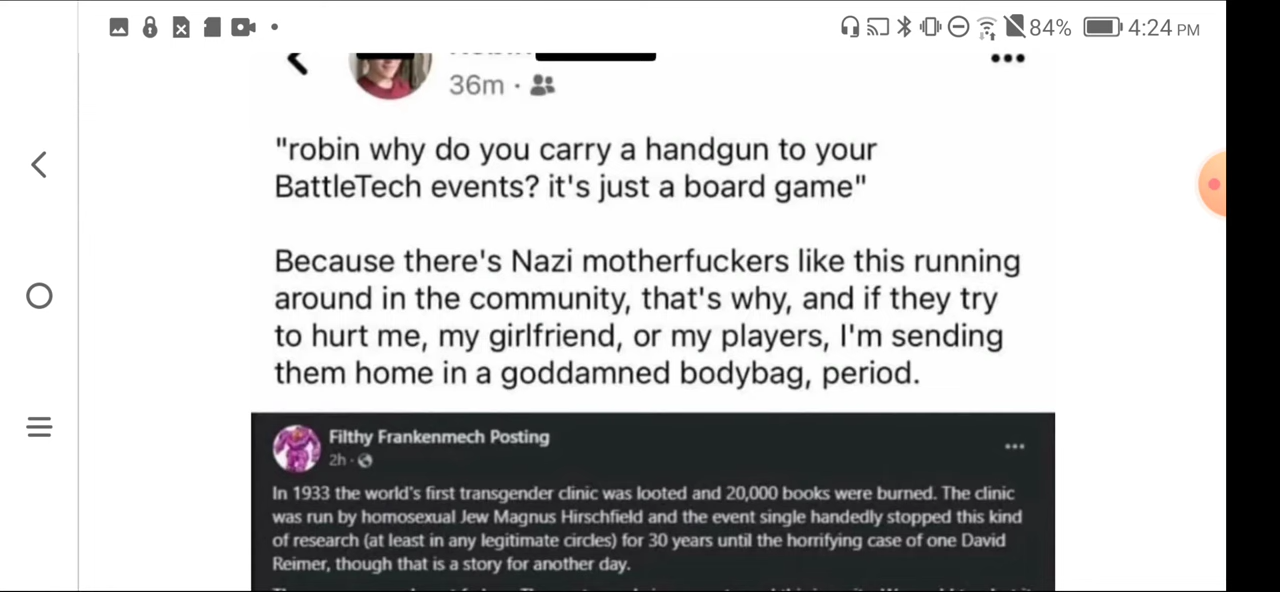 84% 4:24 PM
36m
"robin why do you carry a handgun to your
BattleTech events? it's just a board game"
Because there's Nazi motherfuckers like this running
around in the community, that's why, and if they try
to hurt me, my girlfriend, or my players, I'm sending
them home in a goddamned bodybag, period.
Filthy Frankenmech Posting
2h
In 1933 the world's first transgender clinic was looted and 20,000 books were burned. The clinic
was run by homosexual Jew Magnus Hirschfield and the event single handedly stopped this kind
of research (at least in any legitimate circles) for 30 years until the horrifying case of one David
Reimer, though that is a story for another day.